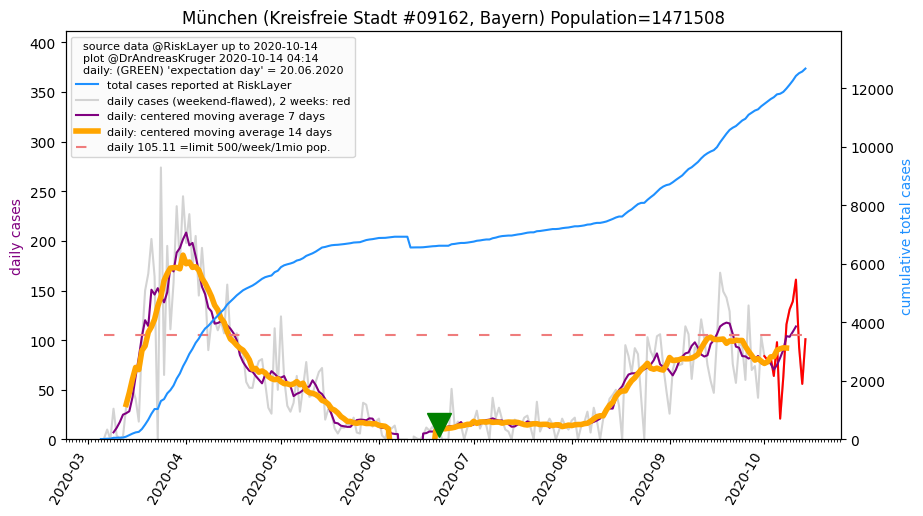 München (Kreisfreie Stadt #09162, Bayern) Population=1471508
source data @RiskLayer up to 2020-10-14
plot @DrAndreasKruger 2020-10-14 04:14
daily: (GREEN) 'expectation day' = 20.06.2020
total cases reported at RiskLayer
daily cases (weekend-flawed), 2 weeks: red
daily: centered moving average 7 days
daily: centered moving average 14 days
daily 105.11 =limit 500/week/1mio pop.
daily cases
400
350
300
250
200
150
100
50
0
cumulative total cases
12000
10000
8000
6000
4000
2000
0
2020-03
2020-04
2020-05
2020-06
2020-07
2020-08
2020-09
2020-10